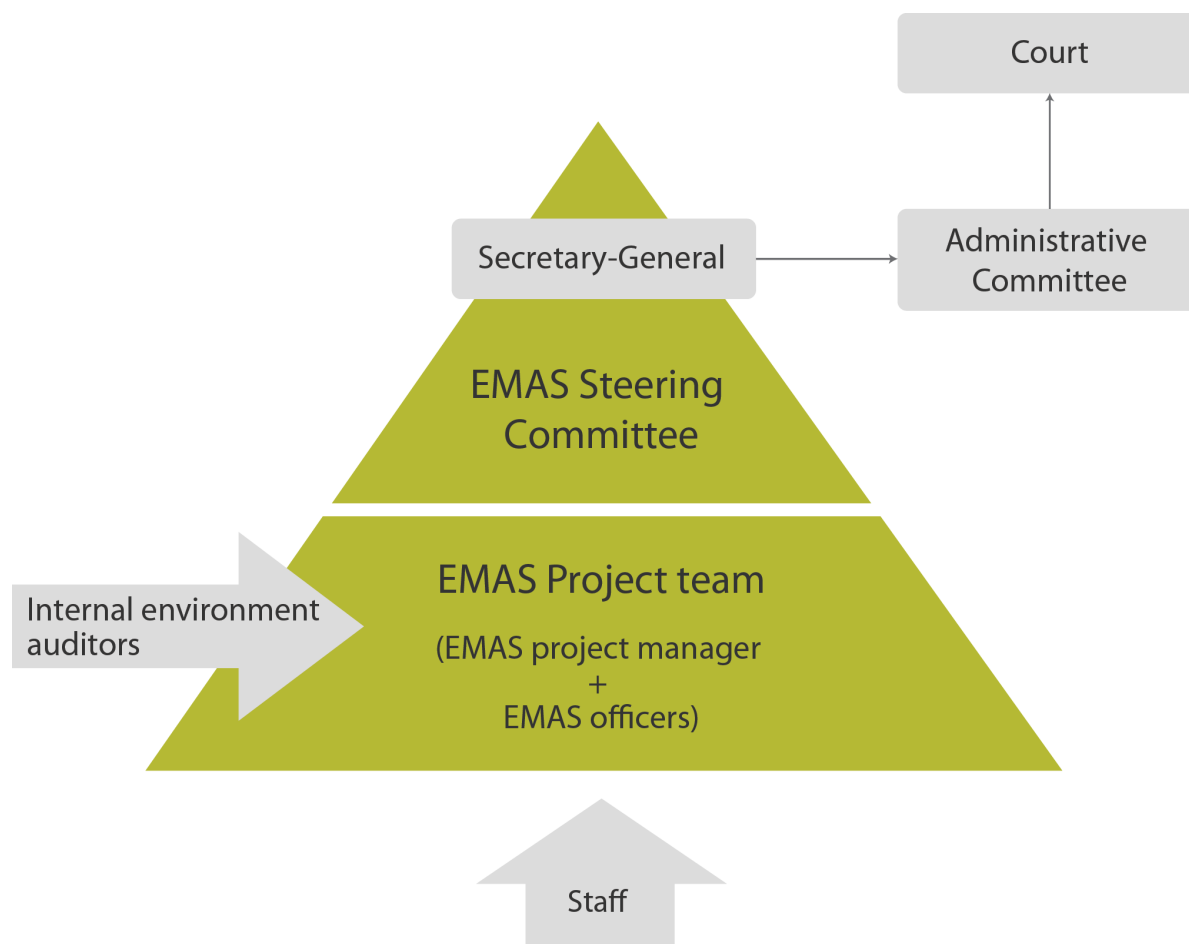 Court
Secretary-General
Administrative
Committee
EMAS Steering
Committee
EMAS Project team
(EMAS project manager
+
EMAS officers)
Internal environment
auditors
Staff